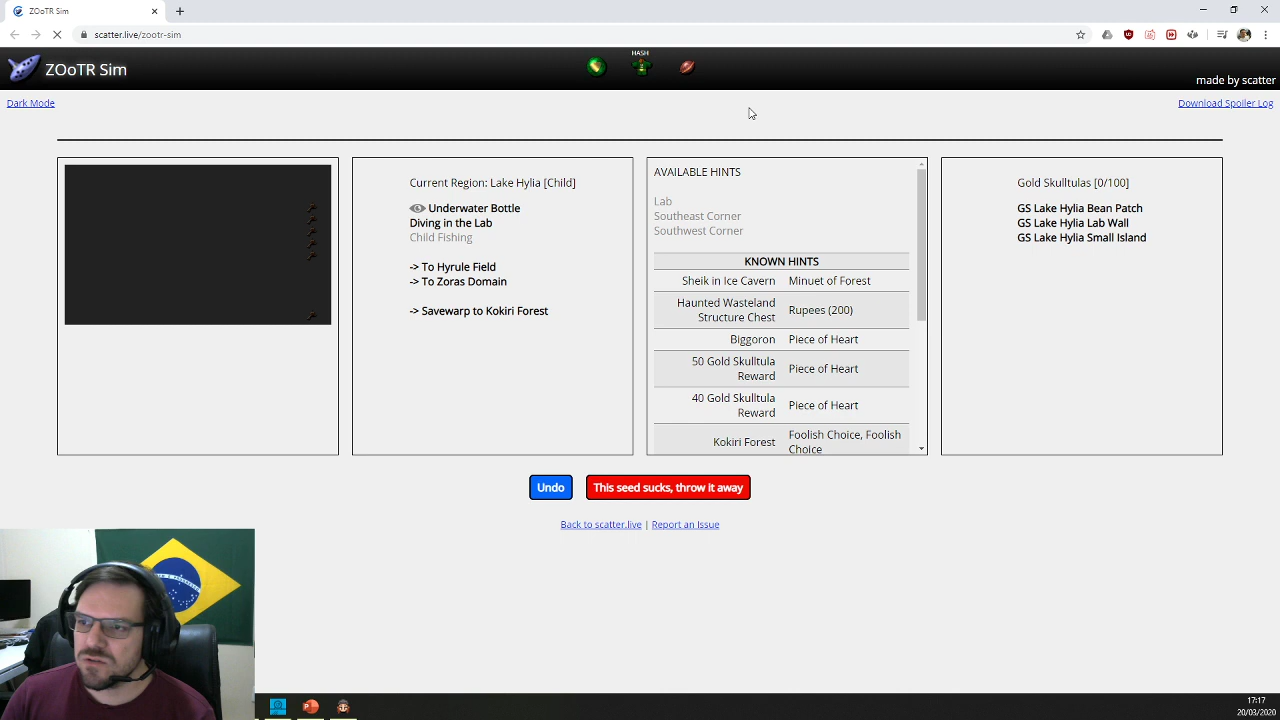 ZOoTR Sim
scatter.live/zootr-sim
ZOoTR Sim
HASH
made by scatter
Dark Mode
Download Spoiler Log
Current Region: Lake Hylia [Child]
Underwater Bottle
Diving in the Lab
Child Fishing
-> To Hyrule Field
-> To Zoras Domain
-> Savewarp to Kokiri Forest
AVAILABLE HINTS
Lab
Southeast Corner
Southwest Corner
KNOWN HINTS
Sheik in Ice Cavern Minuet of Forest
Haunted Wasteland
Structure Chest Rupees (200)
Biggoron Piece of Heart
50 Gold Skulltula
Reward Piece of Heart
40 Gold Skulltula
Reward Piece of Heart
Kokiri Forest Foolish Choice, Foolish
Choice
Gold Skulltulas [0/100]
GS Lake Hylia Bean Patch
GS Lake Hylia Lab Wall
GS Lake Hylia Small Island
Undo
This seed sucks, throw it away
Back to scatter.live | Report an Issue
17:17
20/03/2020